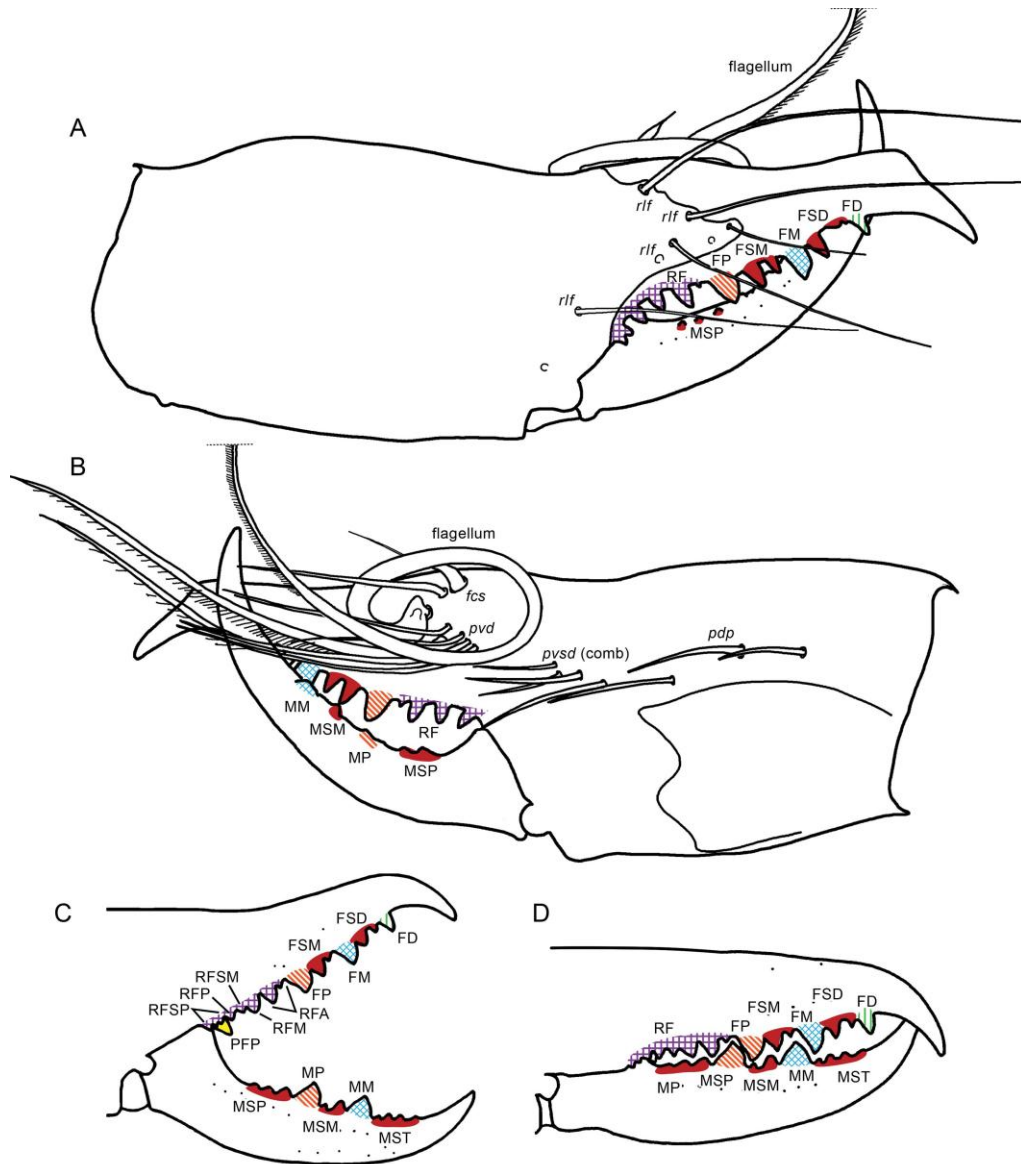 flagellum
A
rlf
rlf
FD
FSD
FM
rlf
FSM
FP
RF
rlf
MSP
B
flagellum
fcs
pvd
pdp
pvsd (comb)
MM
MSM
RF
MP
MSP
C
D
FSD
FD
FSM
FM
RFSM
FP
RFP
RFA
RFSP
RFM
PFP
MP
MM
MSP
MSM
MST
FSD
FSM
FM
FD
RF
FP
MP
MSP
MSM
MM
MST